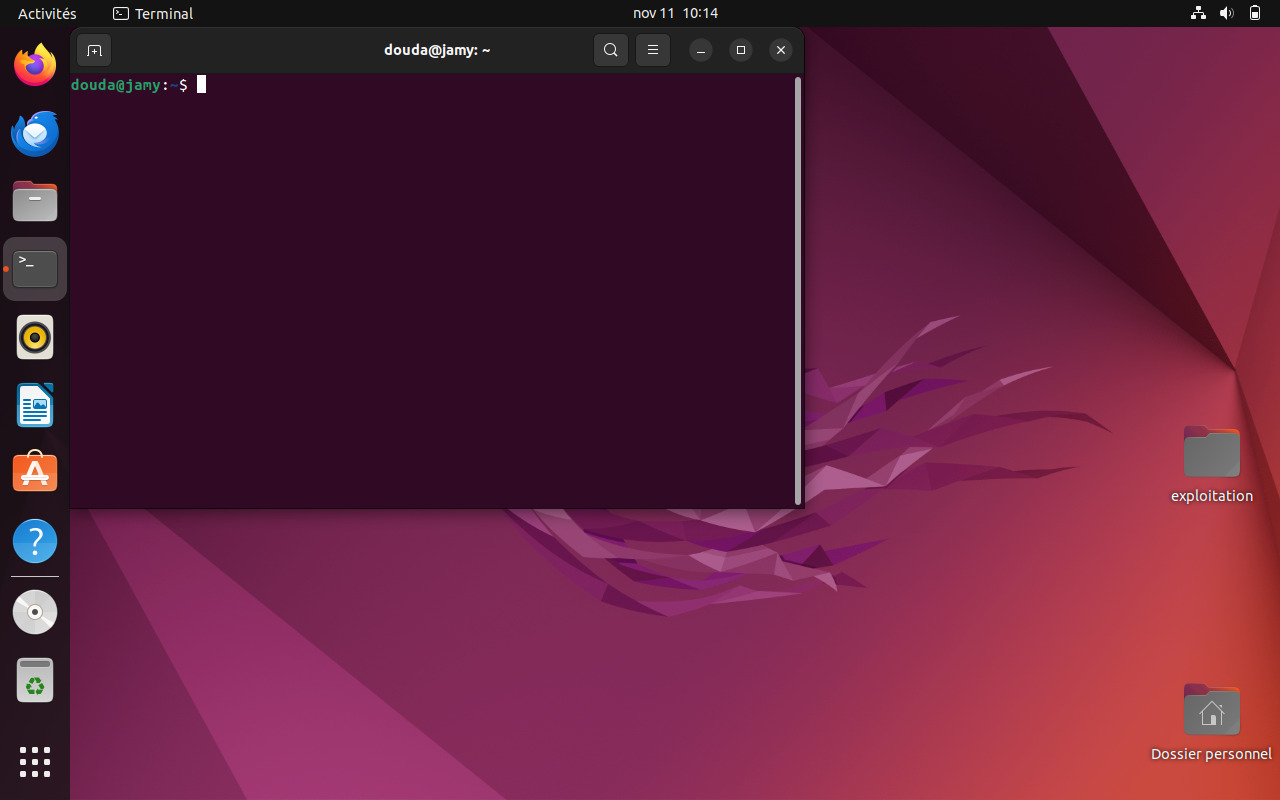 Activités
Terminal
nov 11 10:14
douda@jamy: ~
douda@jamy:~$
exploitation
Dossier personnel